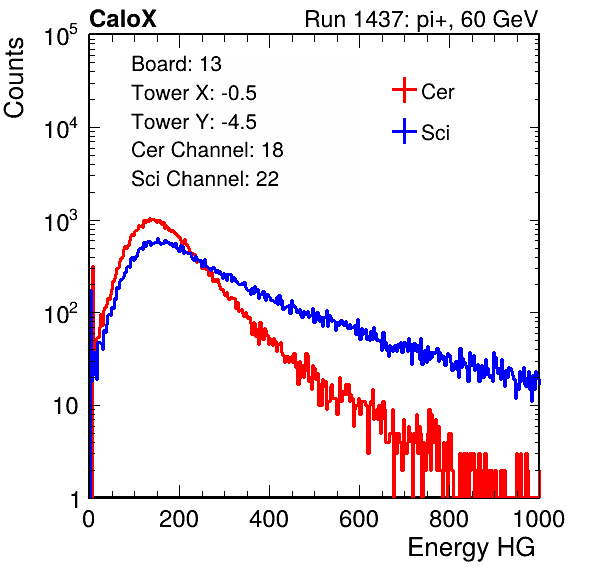 CaloX Run 1437: pi+, 60 GeV
Counts
10^5
10^4
10^3
10^2
10
1
Board: 13
Tower X: -0.5
Tower Y: -4.5
Cer Channel: 18
Sci Channel: 22
Cer
Sci
0 200 400 600 800 1000
Energy HG